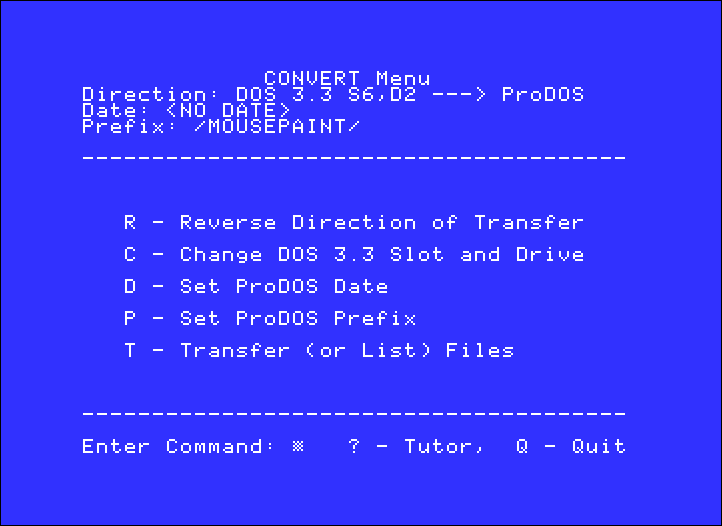 CONVERT Menu
Direction: DOS 3.3 S6,D2 ---> ProDOS
Date: <NO DATE>
Prefix: /MOUSEPAINT/
---------------------------------------
R - Reverse Direction of Transfer
C - Change DOS 3.3 Slot and Drive
D - Set ProDOS Date
P - Set ProDOS Prefix
T - Transfer (or List) Files
---------------------------------------
Enter Command: ※ ? - Tutor, Q - Quit